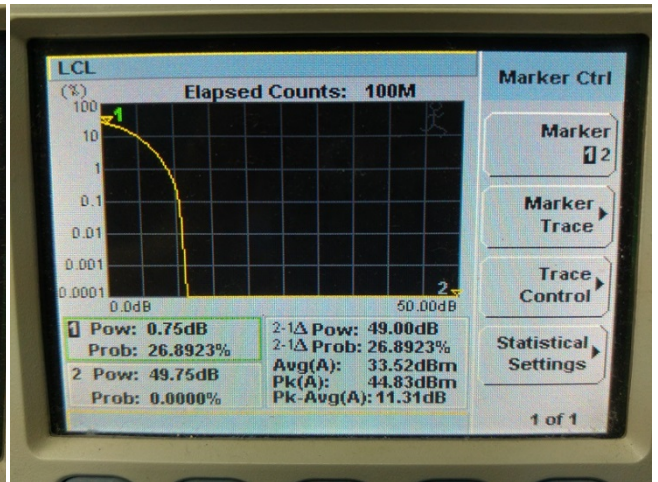 LCL
(%)
Elapsed Counts: 100M
100
1
10
1
0.1
0.01
0.001
0.0001
2
0.0dB
50.00dB
1 Pow: 0.75dB
Prob: 26.8923%
2 Pow: 49.75dB
Prob: 0.0000%
2-1Δ Pow: 49.00dB
2-1Δ Prob: 26.8923%
Avg(A): 33.52dBm
Pk(A): 44.83dBm
Pk-Avg(A): 11.31dB
Marker Ctrl
Marker
1 2
Marker
Trace
Trace
Control
Statistical
Settings
1 of 1